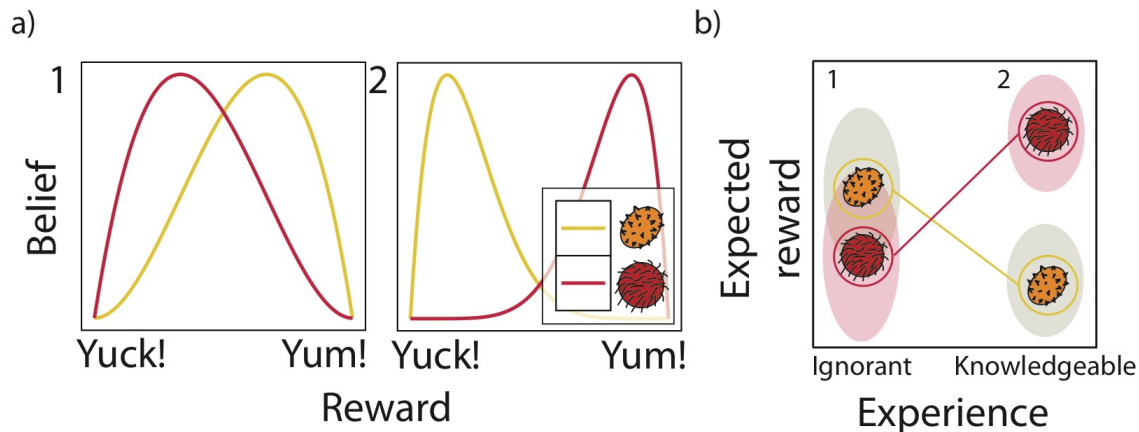 a)
1
2
Belief
Yuck!
Yum!
Yuck!
Yum!
Reward
b)
1
2
Expected
reward
Ignorant
Knowledgeable
Experience